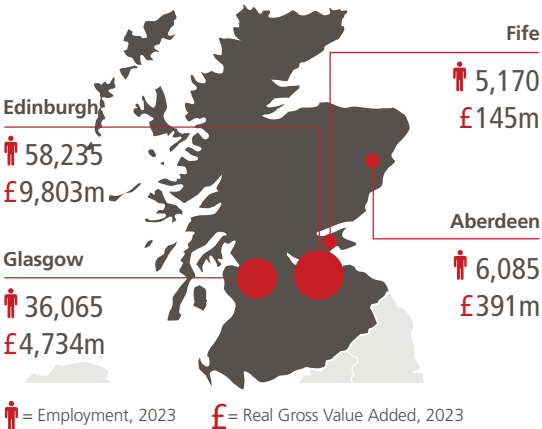 Fife
5,170
£145m
Edinburgh
58,235
£9,803m
Aberdeen
6,085
£391m
Glasgow
36,065
£4,734m
= Employment, 2023
£ = Real Gross Value Added, 2023